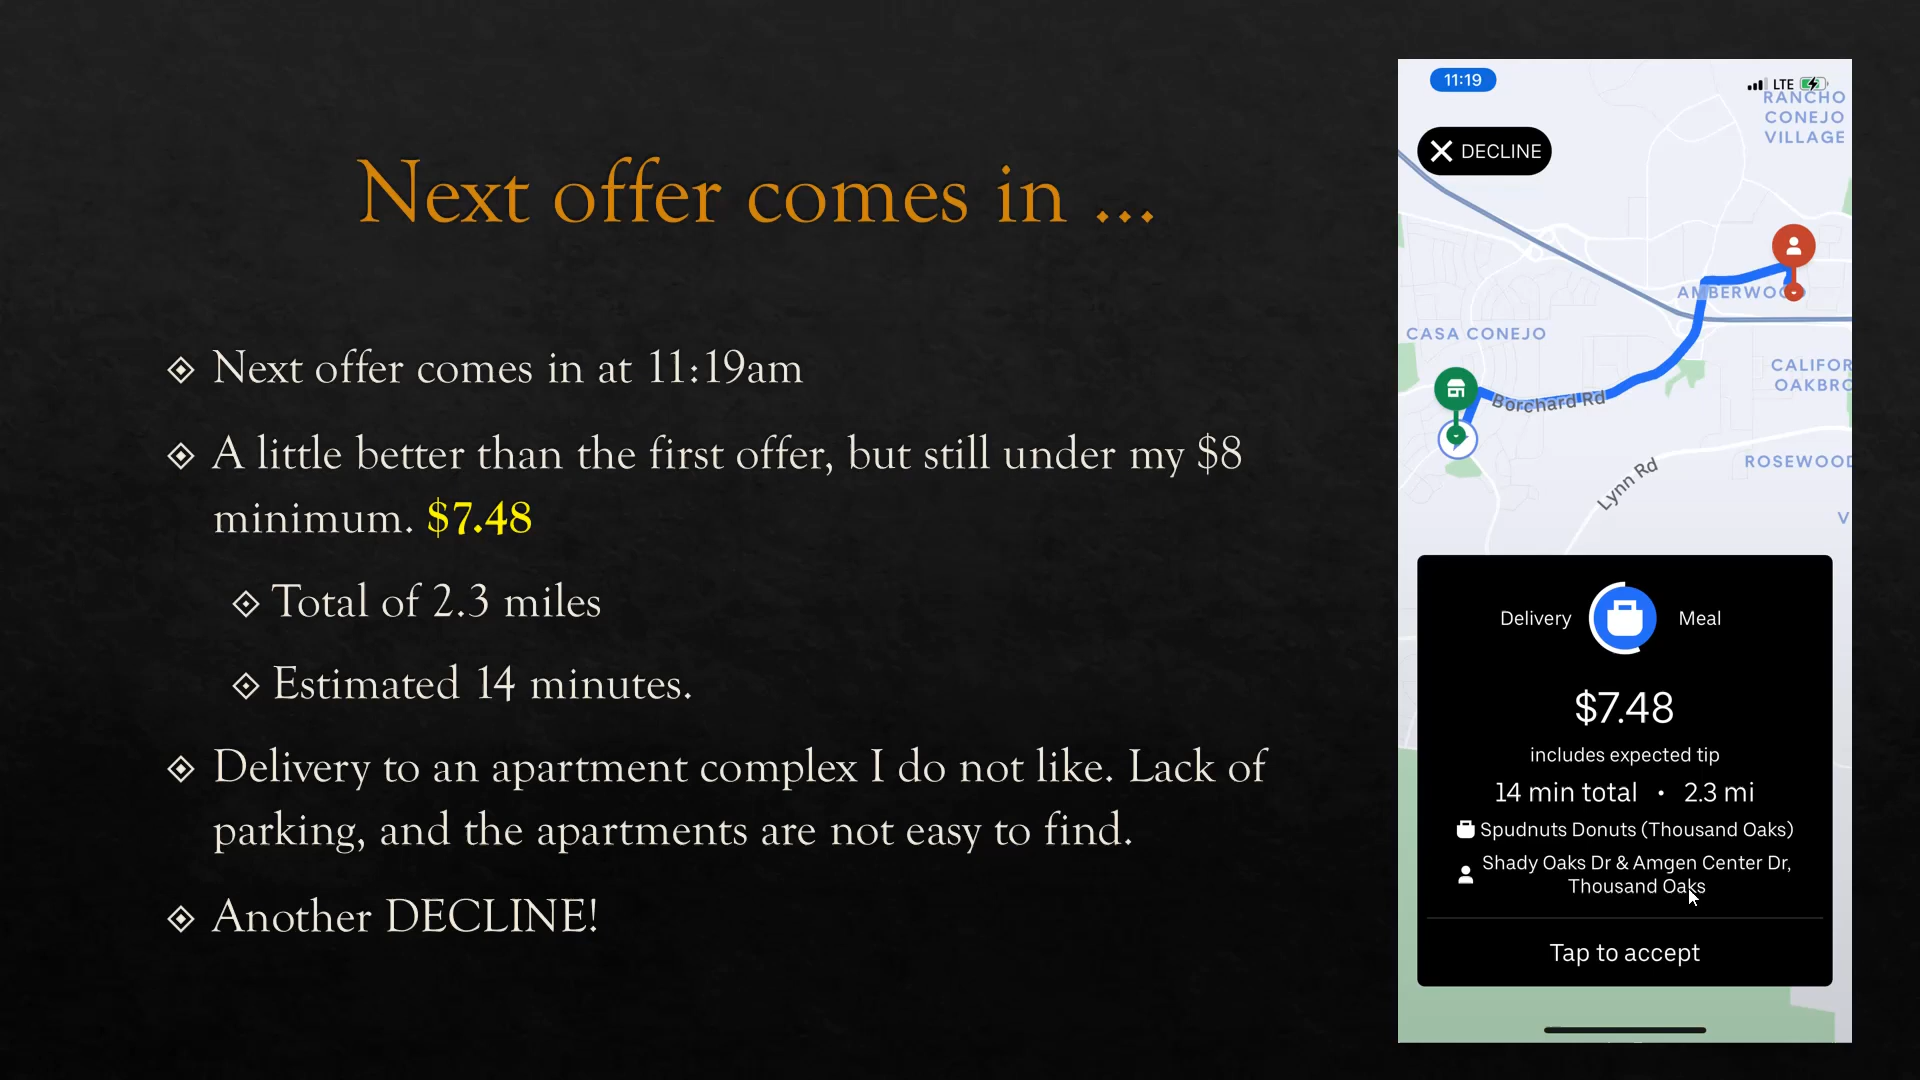 Next offer comes in ...
Next offer comes in at 11:19am
A little better than the first offer, but still under my $8
minimum. $7.48
Total of 2.3 miles
Estimated 14 minutes.
Delivery to an apartment complex I do not like. Lack of
parking, and the apartments are not easy to find.
Another DECLINE!
11:19
LTE
RANCHO
CONEJO
VILLAGE
DECLINE
AMBERWOO
CASA CONEJO
CALIFOR
OAKBRO
Borchard Rd
ROSEWOOD
Lynn Rd
V
Delivery
Meal
$7.48
includes expected tip
14 min total • 2.3 mi
Spudnuts Donuts (Thousand Oaks)
Shady Oaks Dr & Amgen Center Dr,
Thousand Oaks
Tap to accept